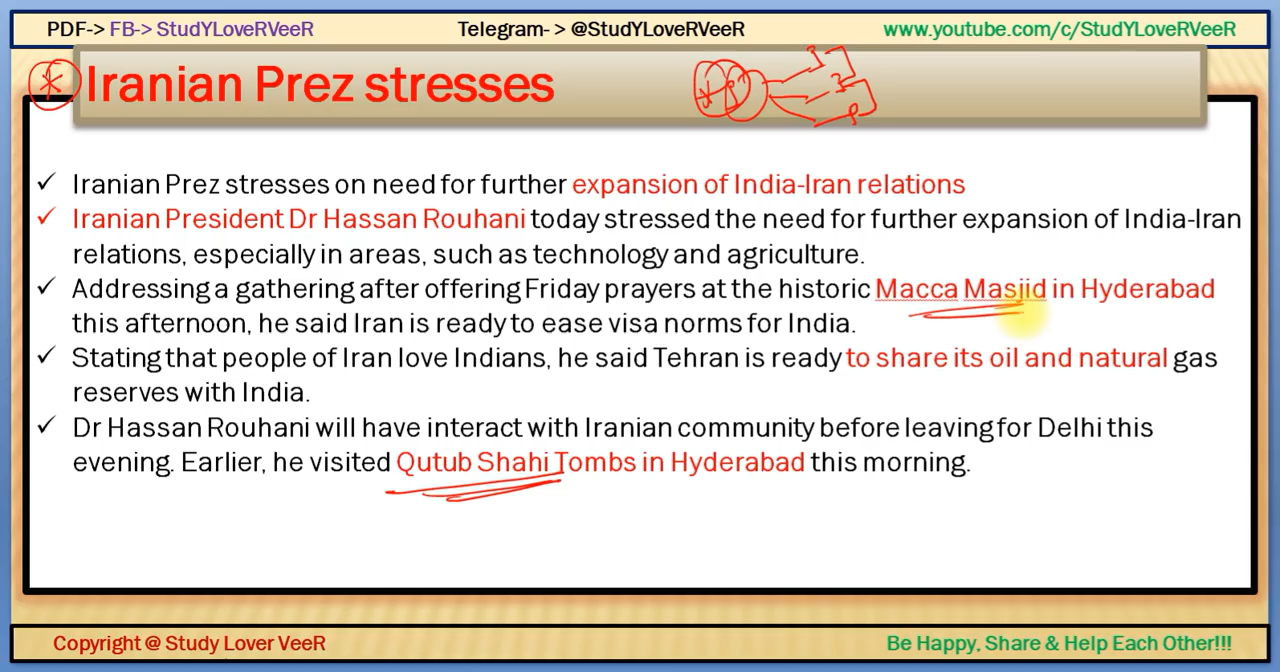 PDF-> FB-> StudYLoveRVeeR Telegram- > @StudYLoveRVeeR www.youtube.com/c/StudYLoveRVeeR
Iranian Prez stresses
✓ Iranian Prez stresses on need for further expansion of India-Iran relations
✓ Iranian President Dr Hassan Rouhani today stressed the need for further expansion of India-Iran
relations, especially in areas, such as technology and agriculture.
✓ Addressing a gathering after offering Friday prayers at the historic Macca Masjid in Hyderabad
this afternoon, he said Iran is ready to ease visa norms for India.
✓ Stating that people of Iran love Indians, he said Tehran is ready to share its oil and natural gas
reserves with India.
✓ Dr Hassan Rouhani will have interact with Iranian community before leaving for Delhi this
evening. Earlier, he visited Qutub Shahi Tombs in Hyderabad this morning.
Copyright @ Study Lover VeeR Be Happy, Share & Help Each Other!!!